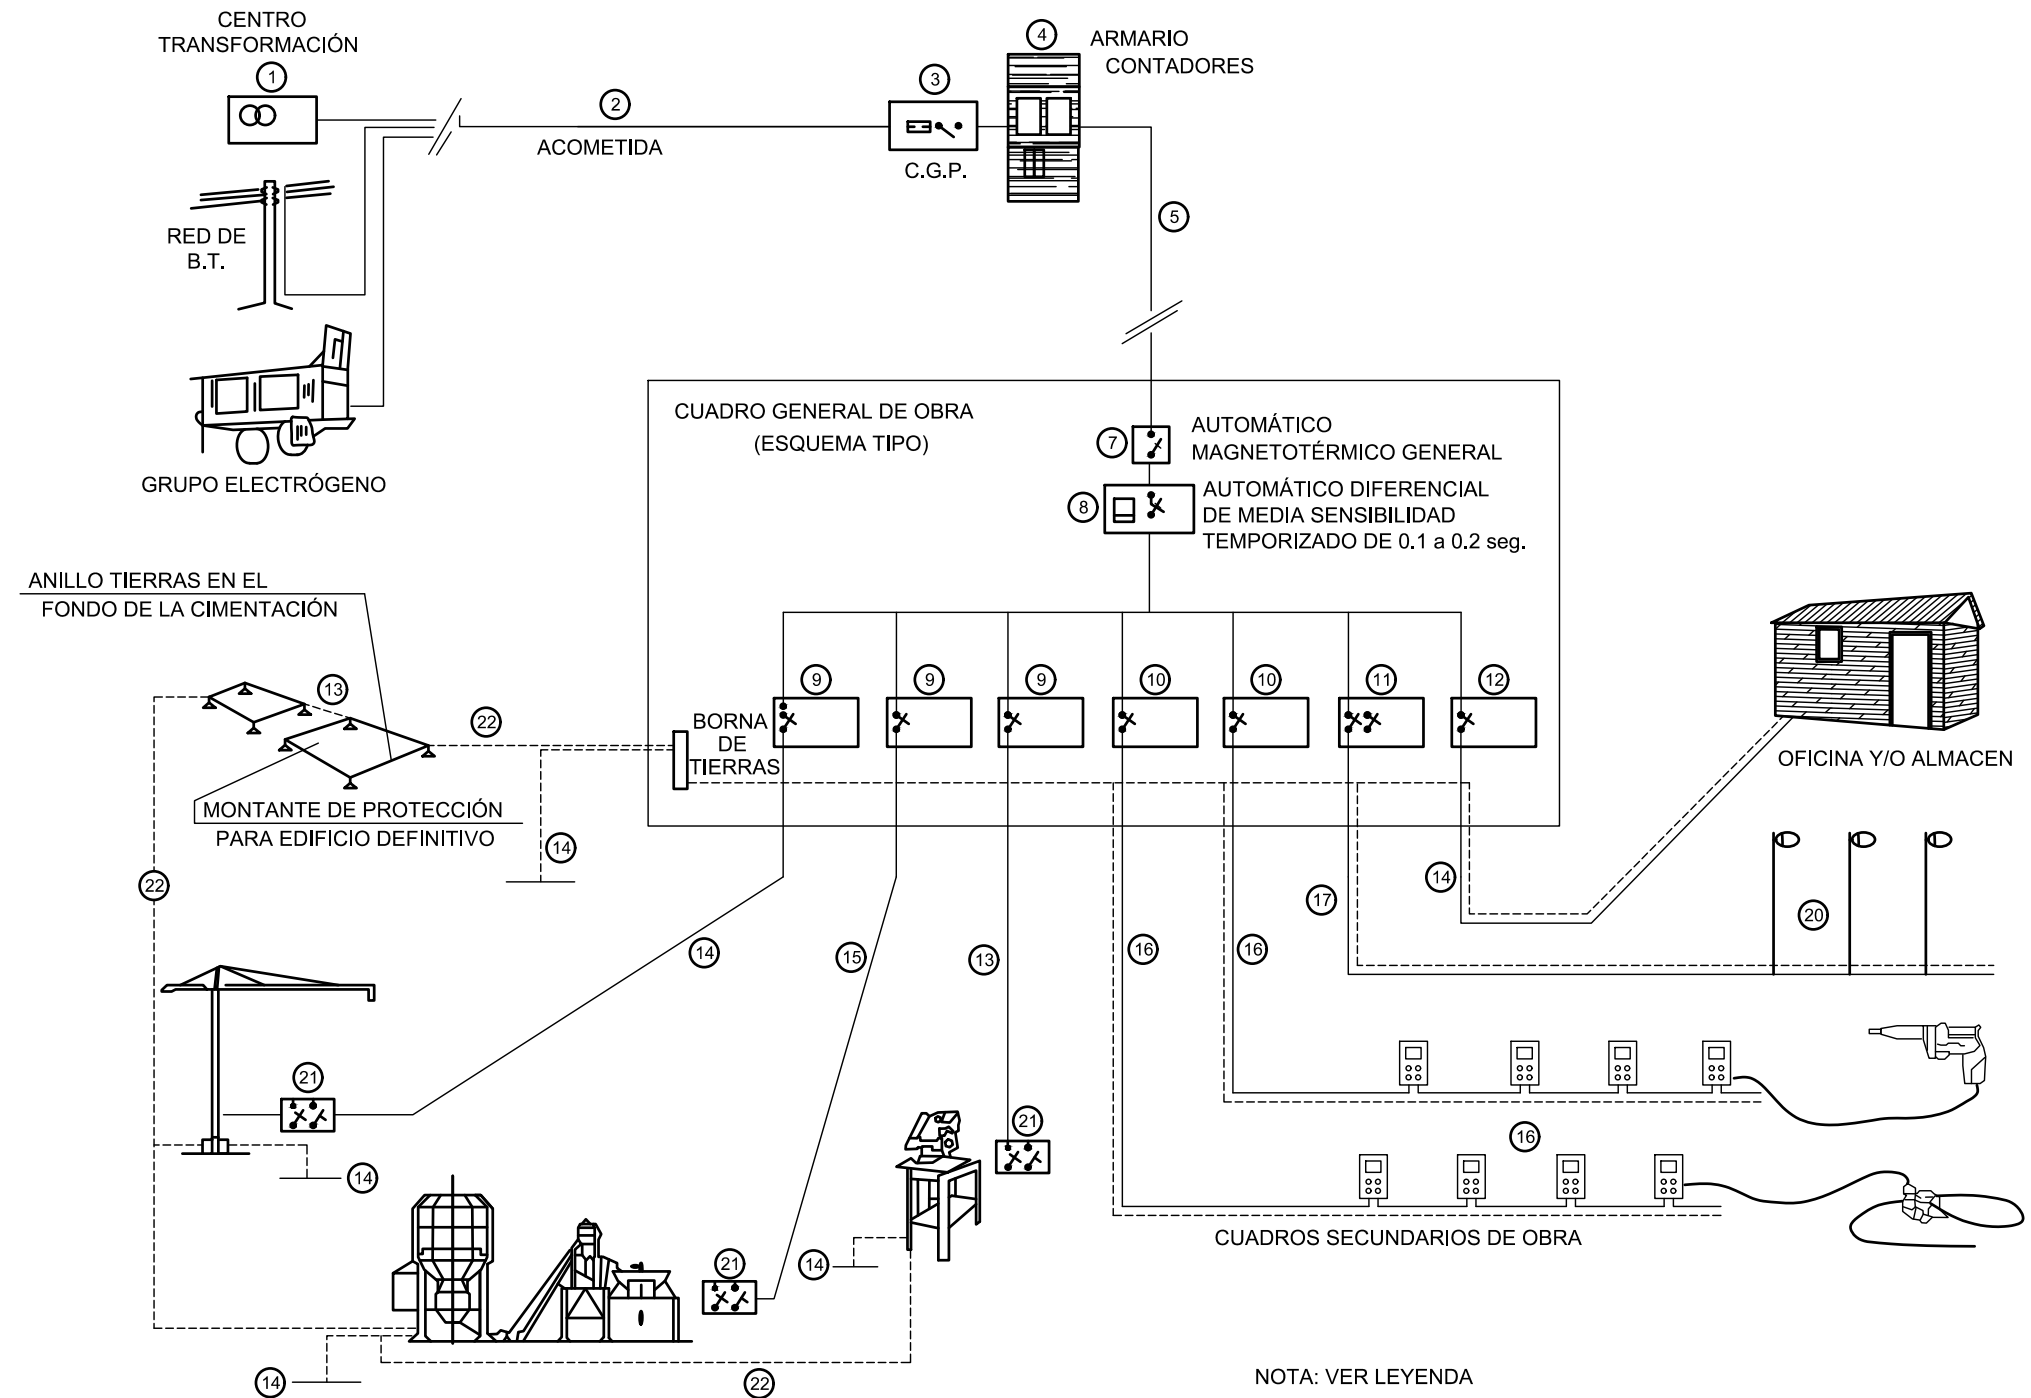 CENTRO
TRANSFORMACIÓN
1
2
ACOMETIDA
3
C.G.P.
4
ARMARIO
CONTADORES
5
RED DE
B.T.
GRUPO ELECTRÓGENO
CUADRO GENERAL DE OBRA
(ESQUEMA TIPO)
7
AUTOMÁTICO
MAGNETOTÉRMICO GENERAL
8
AUTOMÁTICO DIFERENCIAL
DE MEDIA SENSIBILIDAD
TEMPORIZADO DE 0.1 a 0.2 seg.
ANILLO TIERRAS EN EL
FONDO DE LA CIMENTACIÓN
13
22
MONTANTE DE PROTECCIÓN
PARA EDIFICIO DEFINITIVO
BORNA
DE
TIERRAS
9
9
9
10
10
11
12
OFICINA Y/O ALMACEN
14
22
14
15
13
16
16
17
14
20
21
14
21
14
21
16
CUADROS SECUNDARIOS DE OBRA
14
22
NOTA: VER LEYENDA